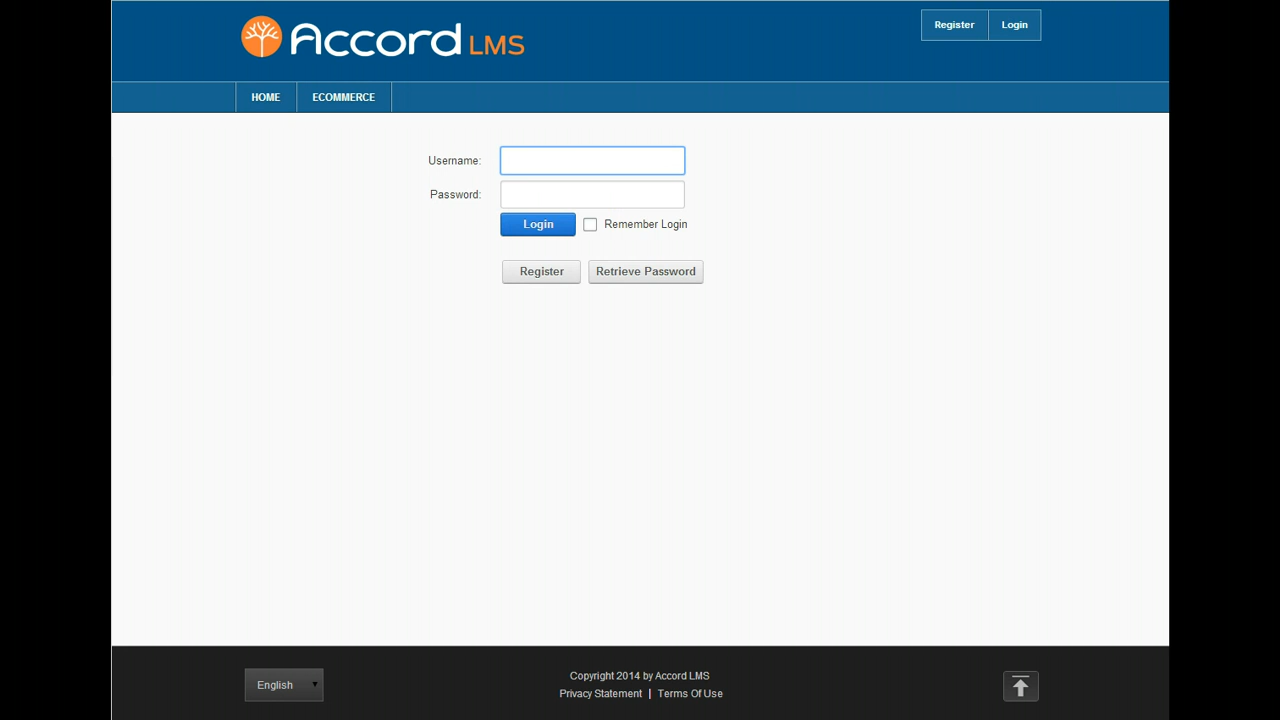 Accord LMS
Register Login
HOME ECOMMERCE
Username:
Password:
Login Remember Login
Register Retrieve Password
English Copyright 2014 by Accord LMS
Privacy Statement | Terms Of Use